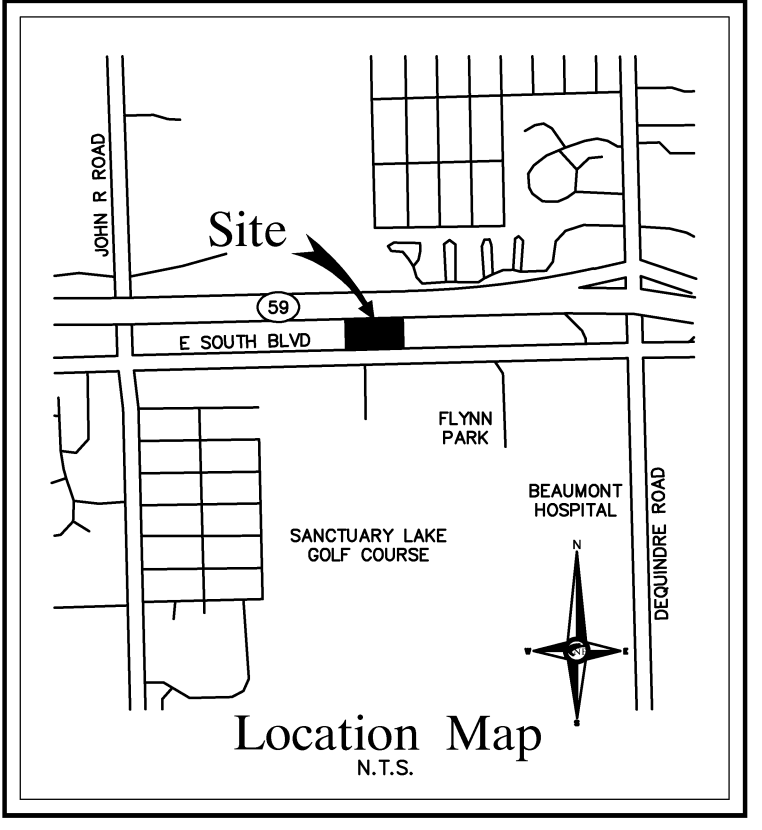 JOHN R ROAD
Site
59
E SOUTH BLVD
FLYNN
PARK
BEAUMONT
HOSPITAL
SANCTUARY LAKE
GOLF COURSE
DEQUINDRE ROAD
N
W
E
S
Location Map
N.T.S.